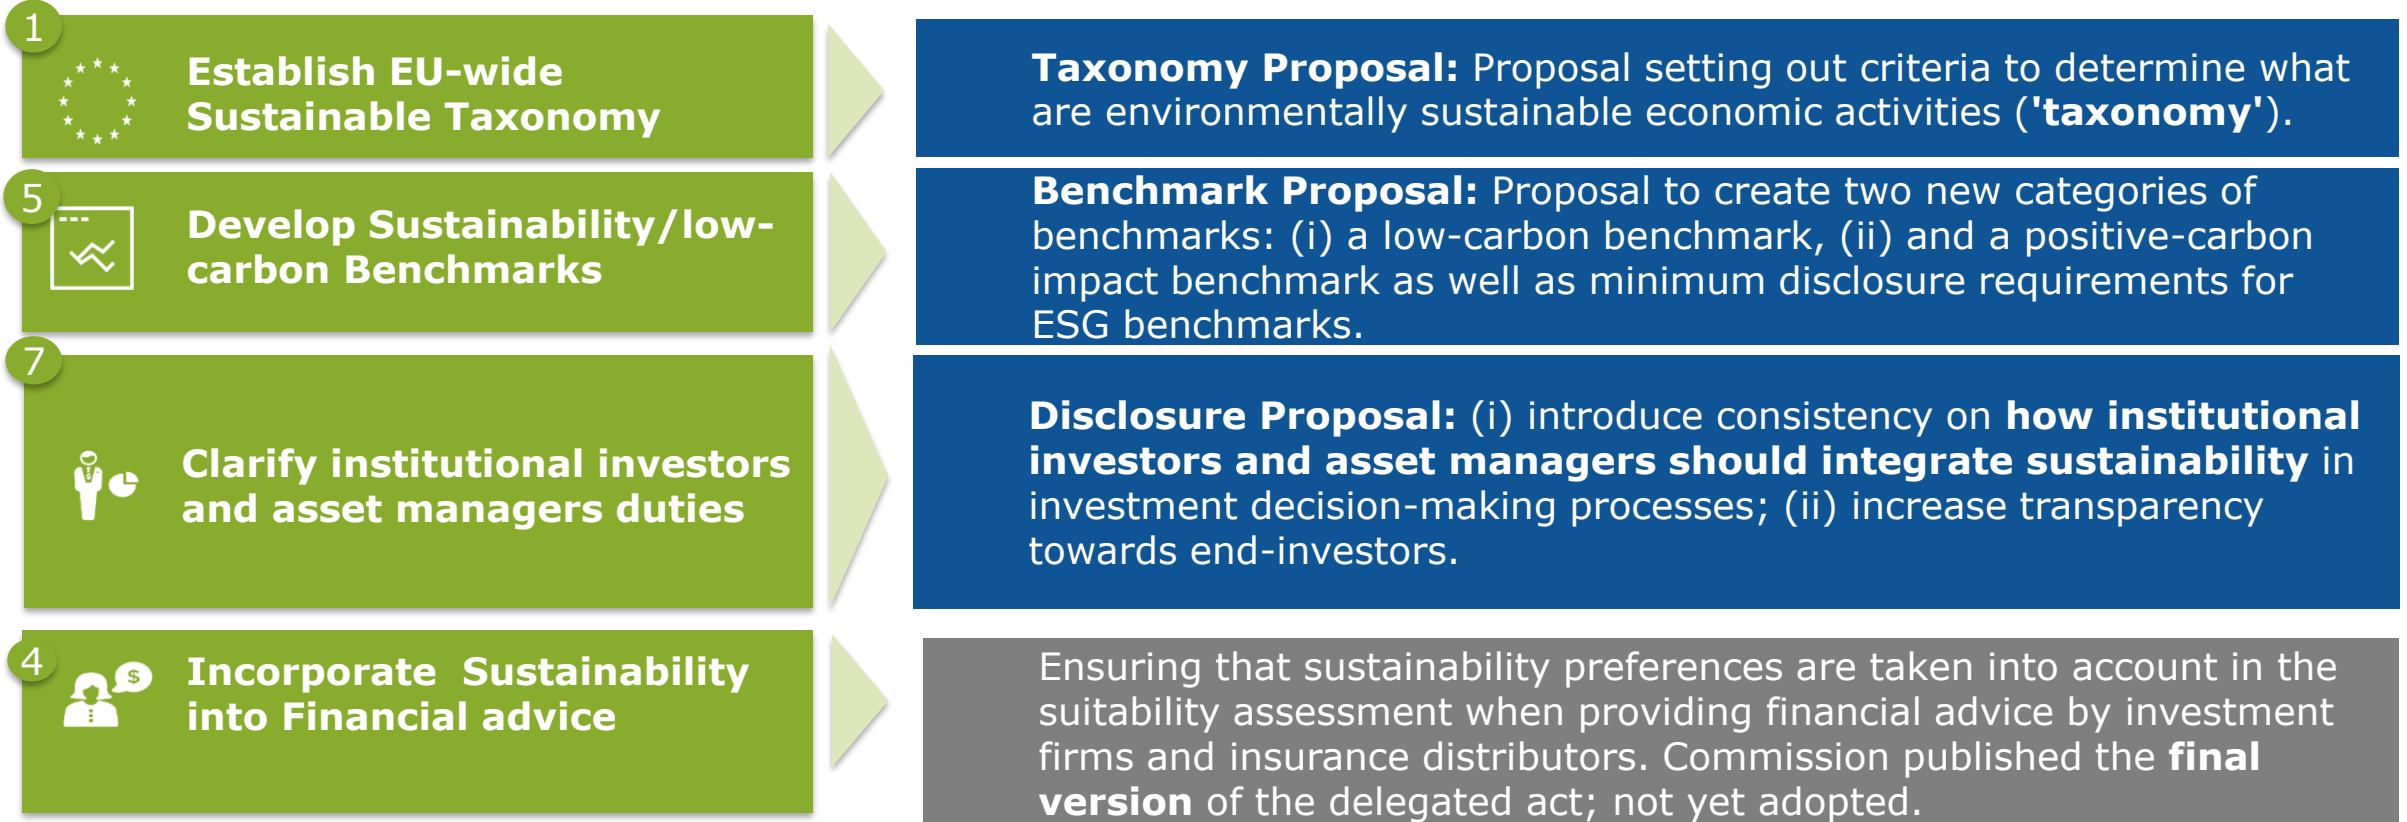 1
Establish EU-wide
Sustainable Taxonomy
Taxonomy Proposal: Proposal setting out criteria to determine what
are environmentally sustainable economic activities ('taxonomy').
5
Develop Sustainability/low-
carbon Benchmarks
Benchmark Proposal: Proposal to create two new categories of
benchmarks: (i) a low-carbon benchmark, (ii) and a positive-carbon
impact benchmark as well as minimum disclosure requirements for
ESG benchmarks.
7
Clarify institutional investors
and asset managers duties
Disclosure Proposal: (i) introduce consistency on how institutional
investors and asset managers should integrate sustainability in
investment decision-making processes; (ii) increase transparency
towards end-investors.
4
$
Incorporate  Sustainability
into Financial advice
Ensuring that sustainability preferences are taken into account in the
suitability assessment when providing financial advice by investment
firms and insurance distributors. Commission published the final
version of the delegated act; not yet adopted.